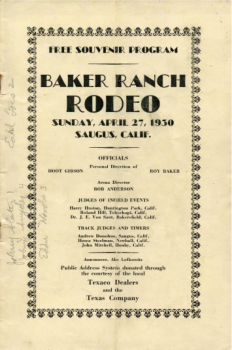 FREE SOUVENIR PROGRAM
BAKER RANCH
RODEO
SUNDAY, APRIL 27, 1930
SAUGUS, CALIF.
OFFICIALS
Personal Direction of
HOOT GIBSON ROY BAKER
Arena Director
BOB ANDERSON
JUDGES OF INFIELD EVENTS
Harry Huston, Huntington Park, Calif.
Roland Hill, Tehachapi, Calif.
Dr. J. E. Van Sant, Bakersfield, Calif.
TRACK JUDGES AND TIMERS
Andrew Donahue, Saugus, Calif.
Homy Steelman, Newhall, Calif.
John Mitchell, Honby, Calif.
Announcer, Abe Lefkowitz
Public Address System donated through
the courtesy of the local
Texaco Dealers
and the
Texas Company